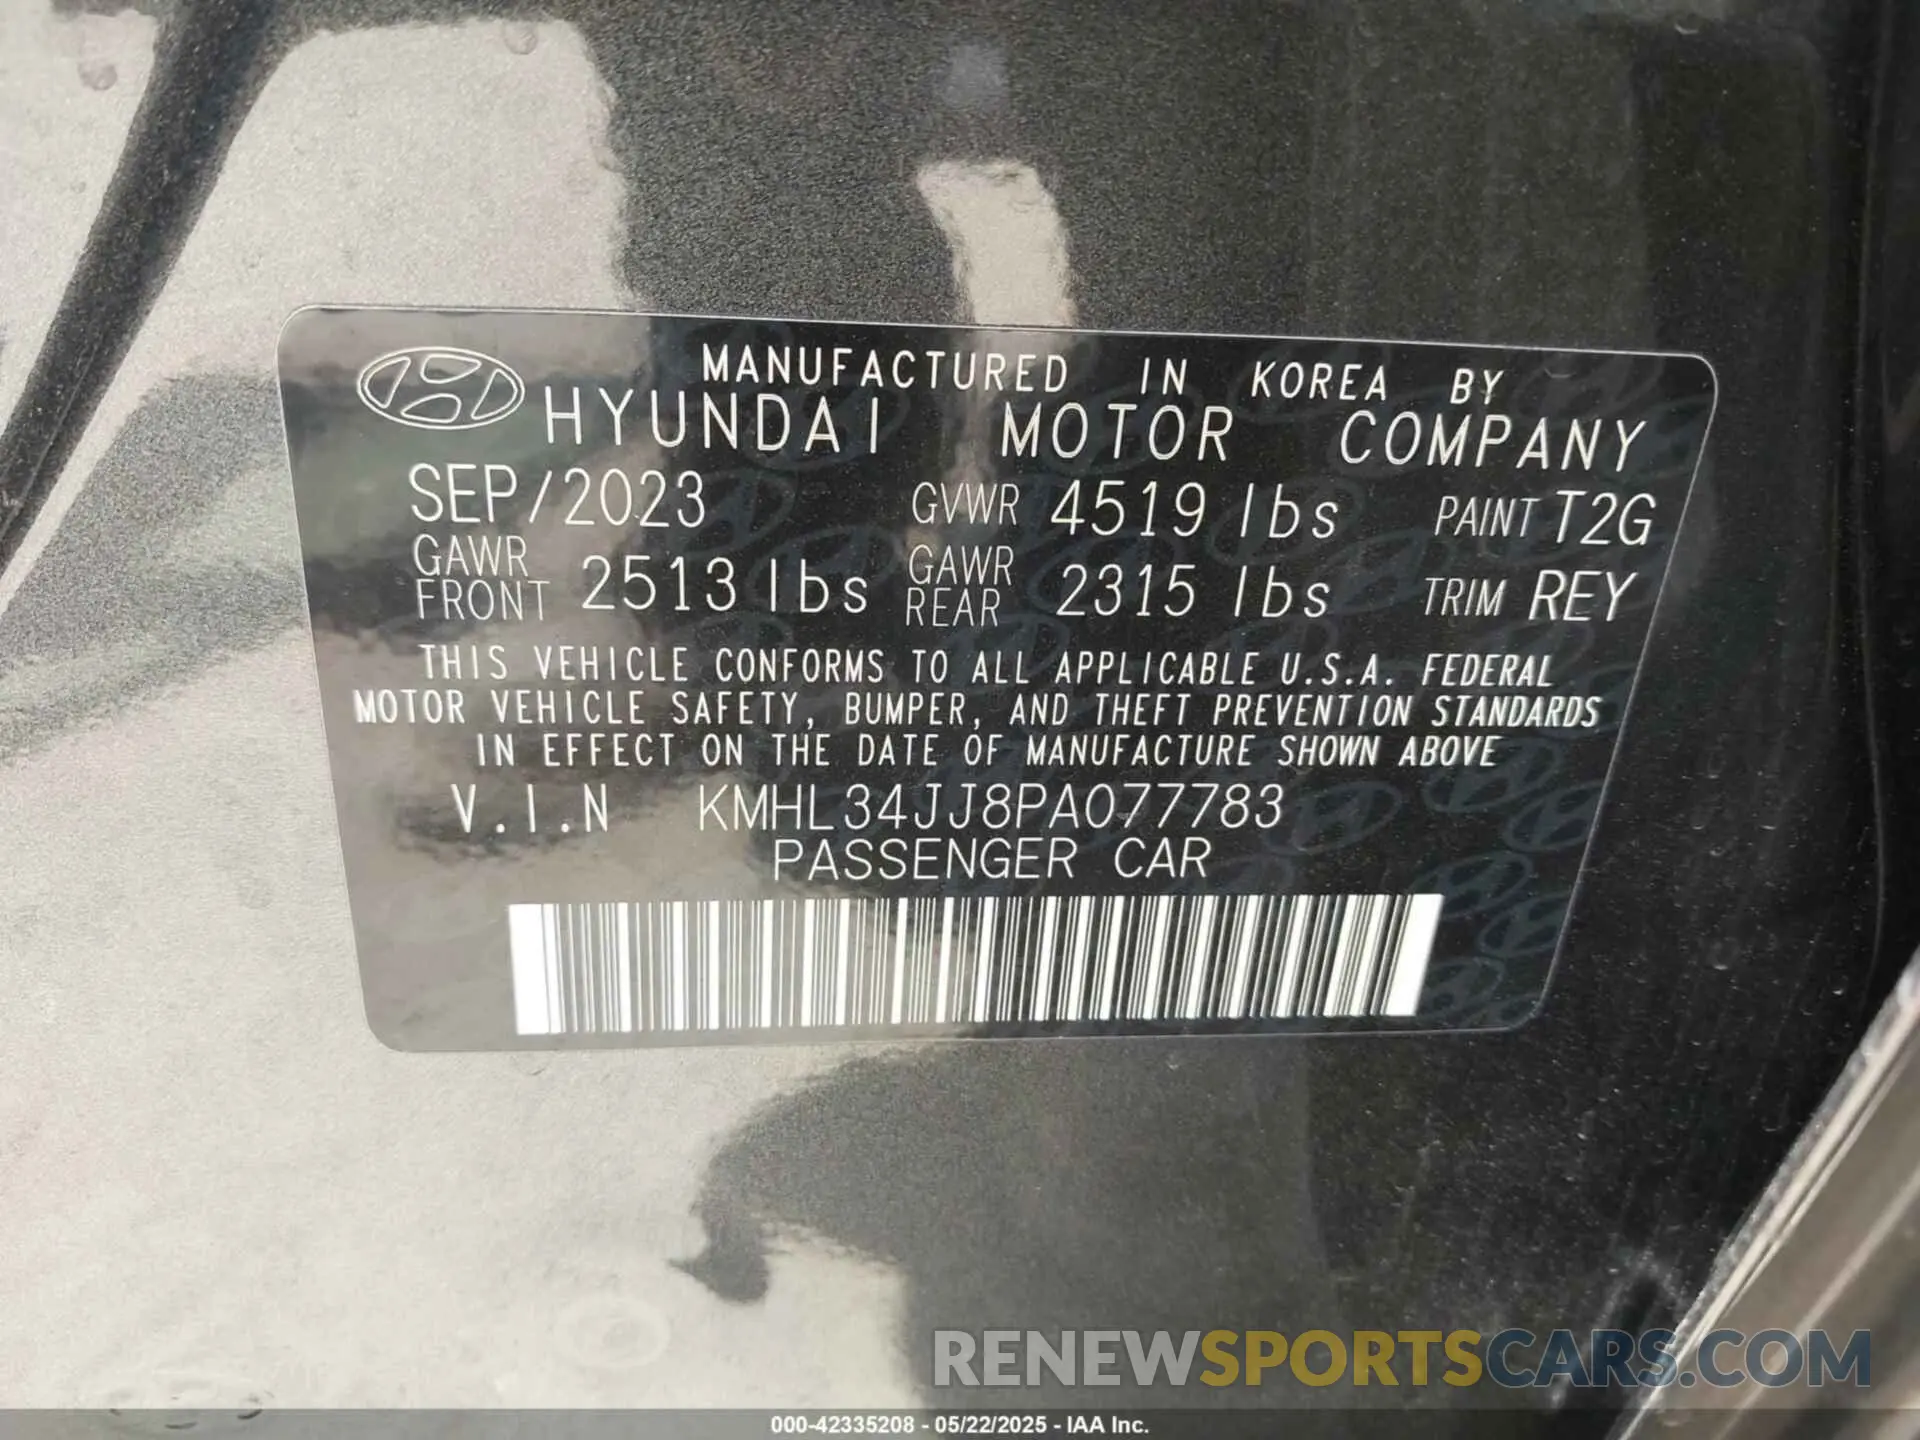 MANUFACTURED IN KOREA BY
HYUNDAI MOTOR COMPANY
SEP/2023 GVWR 4519 lbs PAINT T2G
GAWR FRONT 2513 lbs GAWR REAR 2315 lbs TRIM REY
THIS VEHICLE CONFORMS TO ALL APPLICABLE U.S.A. FEDERAL
MOTOR VEHICLE SAFETY, BUMPER, AND THEFT PREVENTION STANDARDS
IN EFFECT ON THE DATE OF MANUFACTURE SHOWN ABOVE
V.I.N KMHL34JJ8PA077783
PASSENGER CAR
RENEWSPORTSCARS.COM
000-42335208 - 05/22/2025 - IAA Inc.